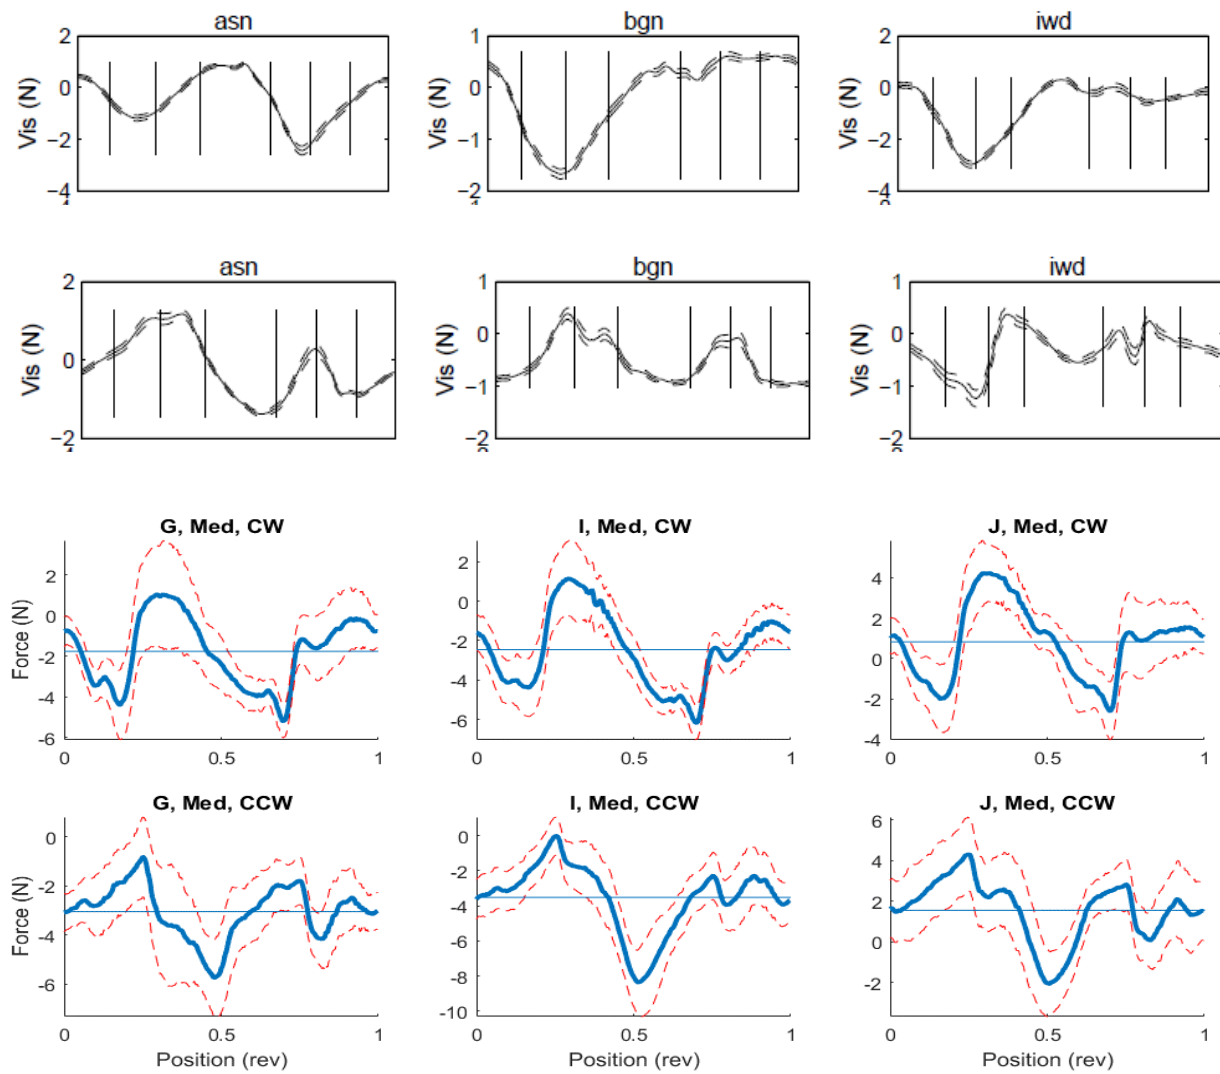 asn bgn iwd
2 1 2
0 0 0
−2 −1 −2
−4 −2 −4
Vis (N) Vis (N) Vis (N)
asn bgn iwd
2 1 1
0 0 0
−1 −1
−2 −2 −2
Vis (N) Vis (N) Vis (N)
G, Med, CW I, Med, CW J, Med, CW
2 2 4
0 0 2
-2 -2 0
-4 -4 -2
-6 -6 -4
Force (N)
0 0.5 1 0 0.5 1 0 0.5 1
G, Med, CCW I, Med, CCW J, Med, CCW
0 0 6
-2 -2 4
-4 -4 2
-6 -6 0
-8 -2
-10
Force (N)
0 0.5 1 0 0.5 1 0 0.5 1
Position (rev) Position (rev) Position (rev)